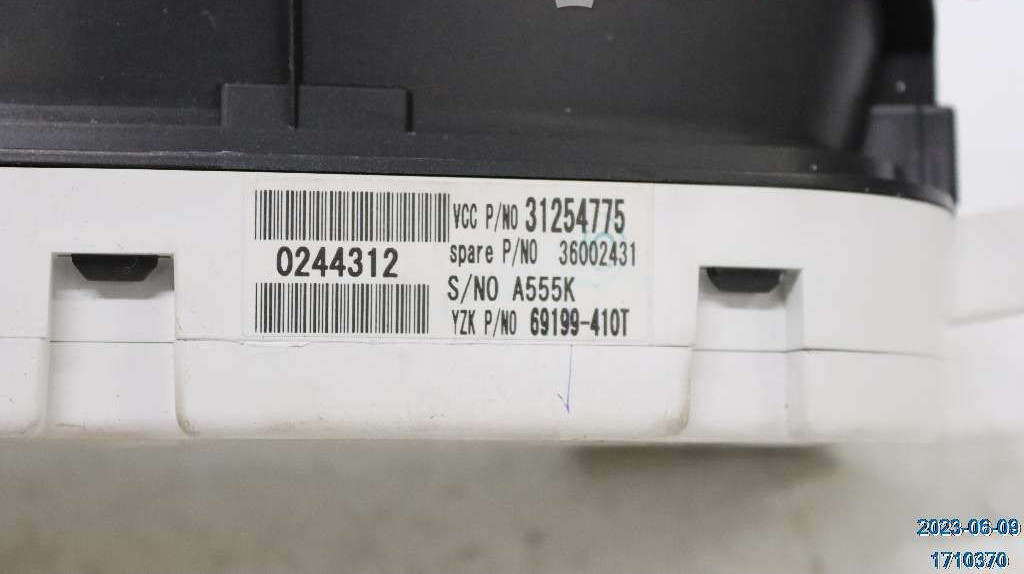 VCC P/NO 31254775
0244312
spare P/NO 36002431
S/NO A555K
YZK P/NO 69199-410T
2023-06-09
1710370